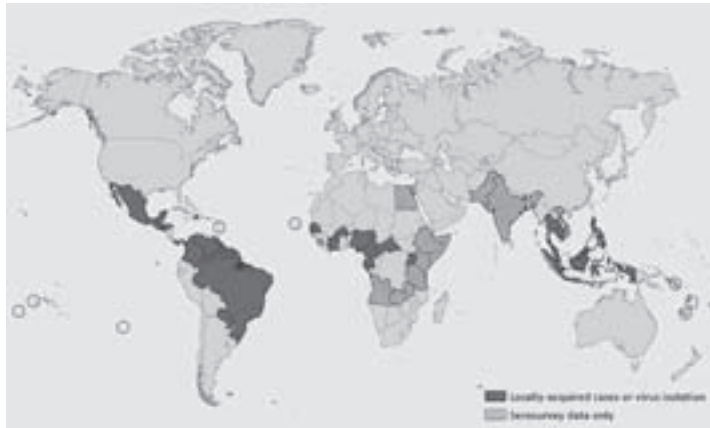 Locally acquired cases or virus isolation
Serosurvey data only